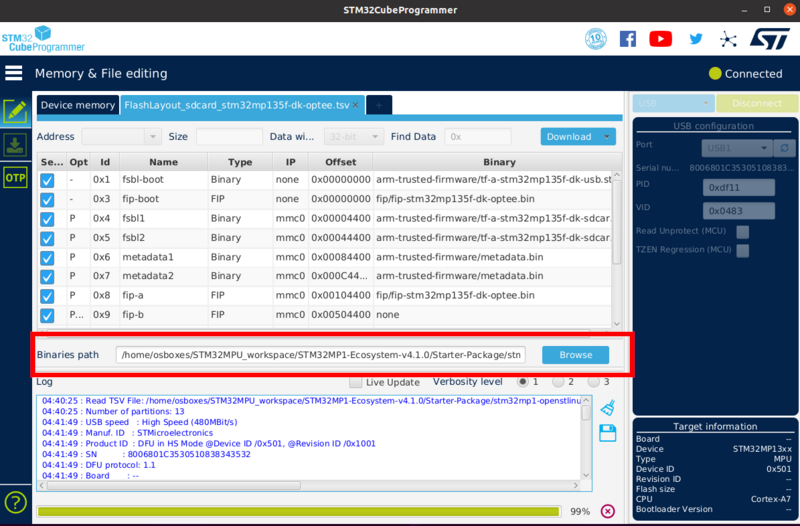 STM32CubeProgrammer
STM32
CubeProgrammer
Memory & File editing
Connected
Device memory FlashLayout_sdcard_stm32mp135f-dk-optee.tsv × +
USB Disconnect
Address Size Data wi... 32-bit Find Data 0x Download
USB configuration
Se... Opt Id Name Type IP Offset Binary
- 0x1 fsbl-boot Binary none 0x00000000 arm-trusted-firmware/tf-a-stm32mp135f-dk-usb.st
- 0x3 fip-boot FIP none 0x00000000 fip/fip-stm32mp135f-dk-optee.bin
P 0x4 fsbl1 Binary mmc0 0x00004400 arm-trusted-firmware/tf-a-stm32mp135f-dk-sdcar
P 0x5 fsbl2 Binary mmc0 0x00044400 arm-trusted-firmware/tf-a-stm32mp135f-dk-sdcar
P 0x6 metadata1 Binary mmc0 0x00084400 arm-trusted-firmware/metadata.bin
P 0x7 metadata2 Binary mmc0 0x000C44... arm-trusted-firmware/metadata.bin
P 0x8 fip-a FIP mmc0 0x00104400 fip/fip-stm32mp135f-dk-optee.bin
P... 0x9 fip-b FIP mmc0 0x00504400 none
Port USB1
Serial nu... 8006801C35305108383...
PID 0xdf11
VID 0x0483
Read Unprotect (MCU)
TZEN Regression (MCU)
OTP
Binaries path /home/osboxes/STM32MPU_workspace/STM32MP1-Ecosystem-v4.1.0/Starter-Package/stn Browse
Log Live Update Verbosity level 1 2 3
04:40:25 : Read TSV File: /home/osboxes/STM32MPU_workspace/STM32MP1-Ecosystem-v4.1.0/Starter-Package/stm32mp1-openstlinu
04:40:25 : Number of partitions: 13
04:41:49 : USB speed : High Speed (480MBit/s)
04:41:49 : Manuf. ID : STMicroelectronics
04:41:49 : Product ID : DFU in HS Mode @Device ID /0x501, @Revision ID /0x1001
04:41:49 : SN : 8006801C3530510838343532
04:41:49 : DFU protocol: 1.1
04:41:49 : Board : --
99%
Target information
Board --
Device STM32MP13xx
Type MPU
Device ID 0x501
Revision ID --
Flash size --
CPU Cortex-A7
Bootloader Version --